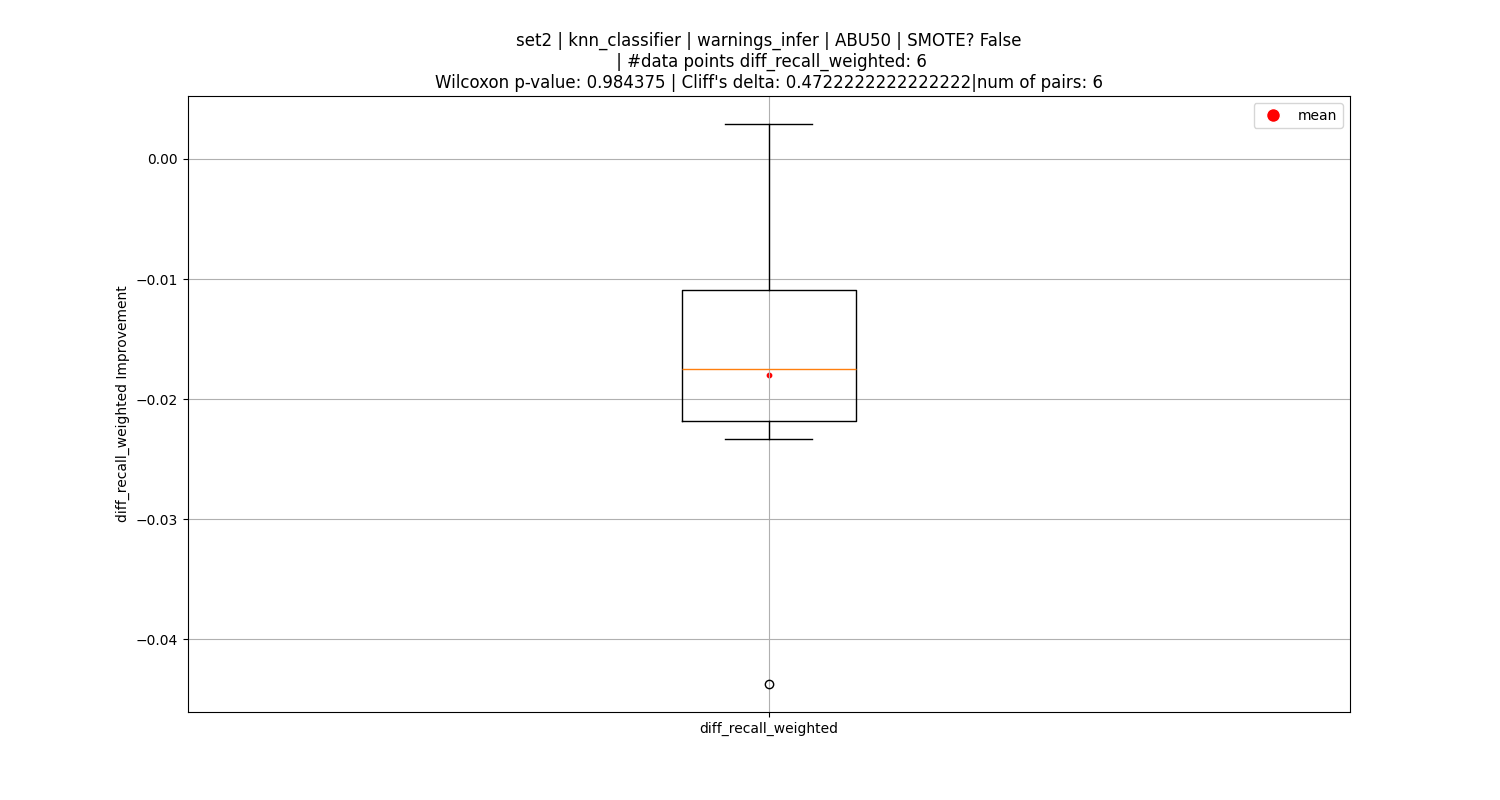 set2 | knn_classifier | warnings_infer | ABU50 | SMOTE? False
| #data points diff_recall_weighted: 6
Wilcoxon p-value: 0.984375 | Cliff's delta: 0.4722222222222222|num of pairs: 6
mean
0.00
−0.01
−0.02
−0.03
−0.04
diff_recall_weighted Improvement
diff_recall_weighted